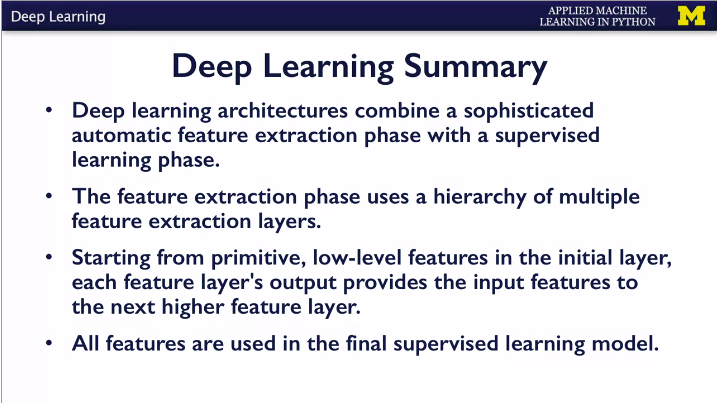 Deep Learning
APPLIED MACHINE
LEARNING IN PYTHON
M
Deep Learning Summary
• Deep learning architectures combine a sophisticated
automatic feature extraction phase with a supervised
learning phase.
• The feature extraction phase uses a hierarchy of multiple
feature extraction layers.
• Starting from primitive, low-level features in the initial layer,
each feature layer's output provides the input features to
the next higher feature layer.
• All features are used in the final supervised learning model.